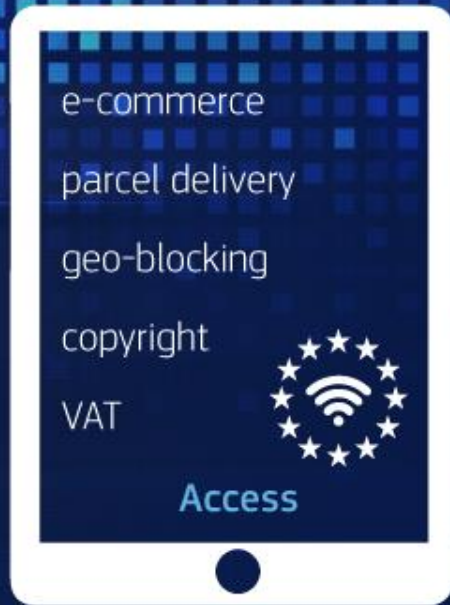 e-commerce
parcel delivery
geo-blocking
copyright
VAT
Access